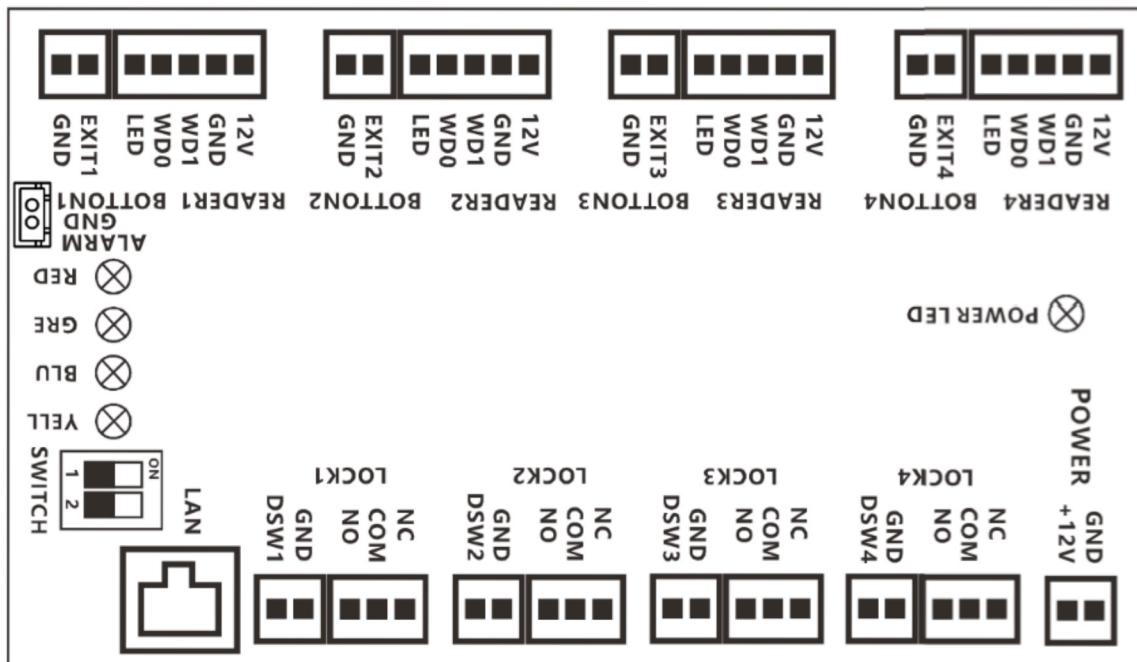 GND
EXIT1
LED
WD0
WD1
GND
12V
GND
EXIT2
LED
WD0
WD1
GND
12V
GND
EXIT3
LED
WD0
WD1
GND
12V
GND
EXIT4
LED
WD0
WD1
GND
12V
BOTTON1
READER1
BOTTON2
READER2
BOTTON3
READER3
BOTTON4
READER4
GND
ALARM
RED
GRE
BLU
YELL
POWER LED
SWITCH
1
2
ON
LAN
LOCK1
DSW1
GND
NO
COM
NC
LOCK2
DSW2
GND
NO
COM
NC
LOCK3
DSW3
GND
NO
COM
NC
LOCK4
DSW4
GND
NO
COM
NC
POWER
+12V
GND